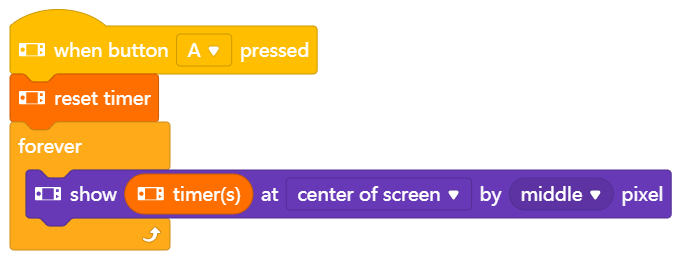 when button A pressed
reset timer
forever
show timer(s) at center of screen by middle pixel